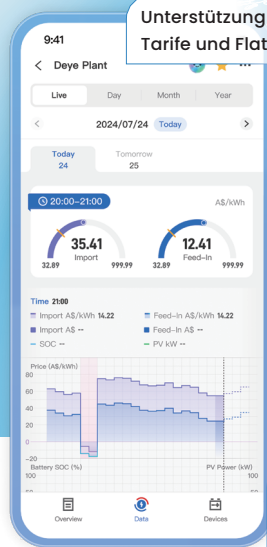 Unterstützung
Tarife und Flat
9:41
Deye Plant
Live Day Month Year
2024/07/24 Today
Today Tomorrow
24 25
20:00-21:00 A$/kWh
35.41 12.41
Import Feed-In
32.89 999.99 32.89 999.99
Time 21:00
Import A$/kWh 14.22 Feed-In A$/kWh 14.22
Import A$ -- Feed-In A$ --
SOC -- PV kW --
Price (A$/kWh)
80
60
40
20
0
-20
Battery SOC (%) PV Power (kW)
100 100
Overview Data Devices